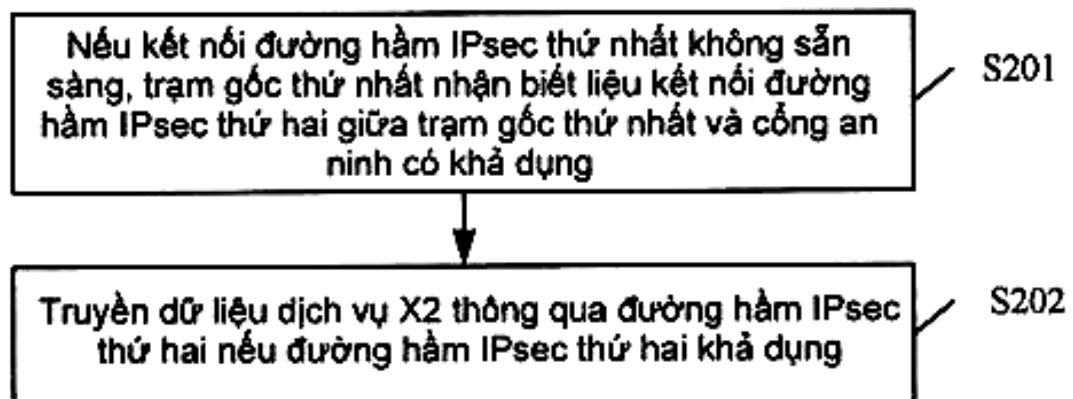 Nếu kết nối đường hầm IPsec thứ nhất không sẵn
sàng, trạm gốc thứ nhất nhận biết liệu kết nối đường
hầm IPsec thứ hai giữa trạm gốc thứ nhất và cổng an
ninh có khả dụng
S201
Truyền dữ liệu dịch vụ X2 thông qua đường hầm IPsec
thứ hai nếu đường hầm IPsec thứ hai khả dụng
S202